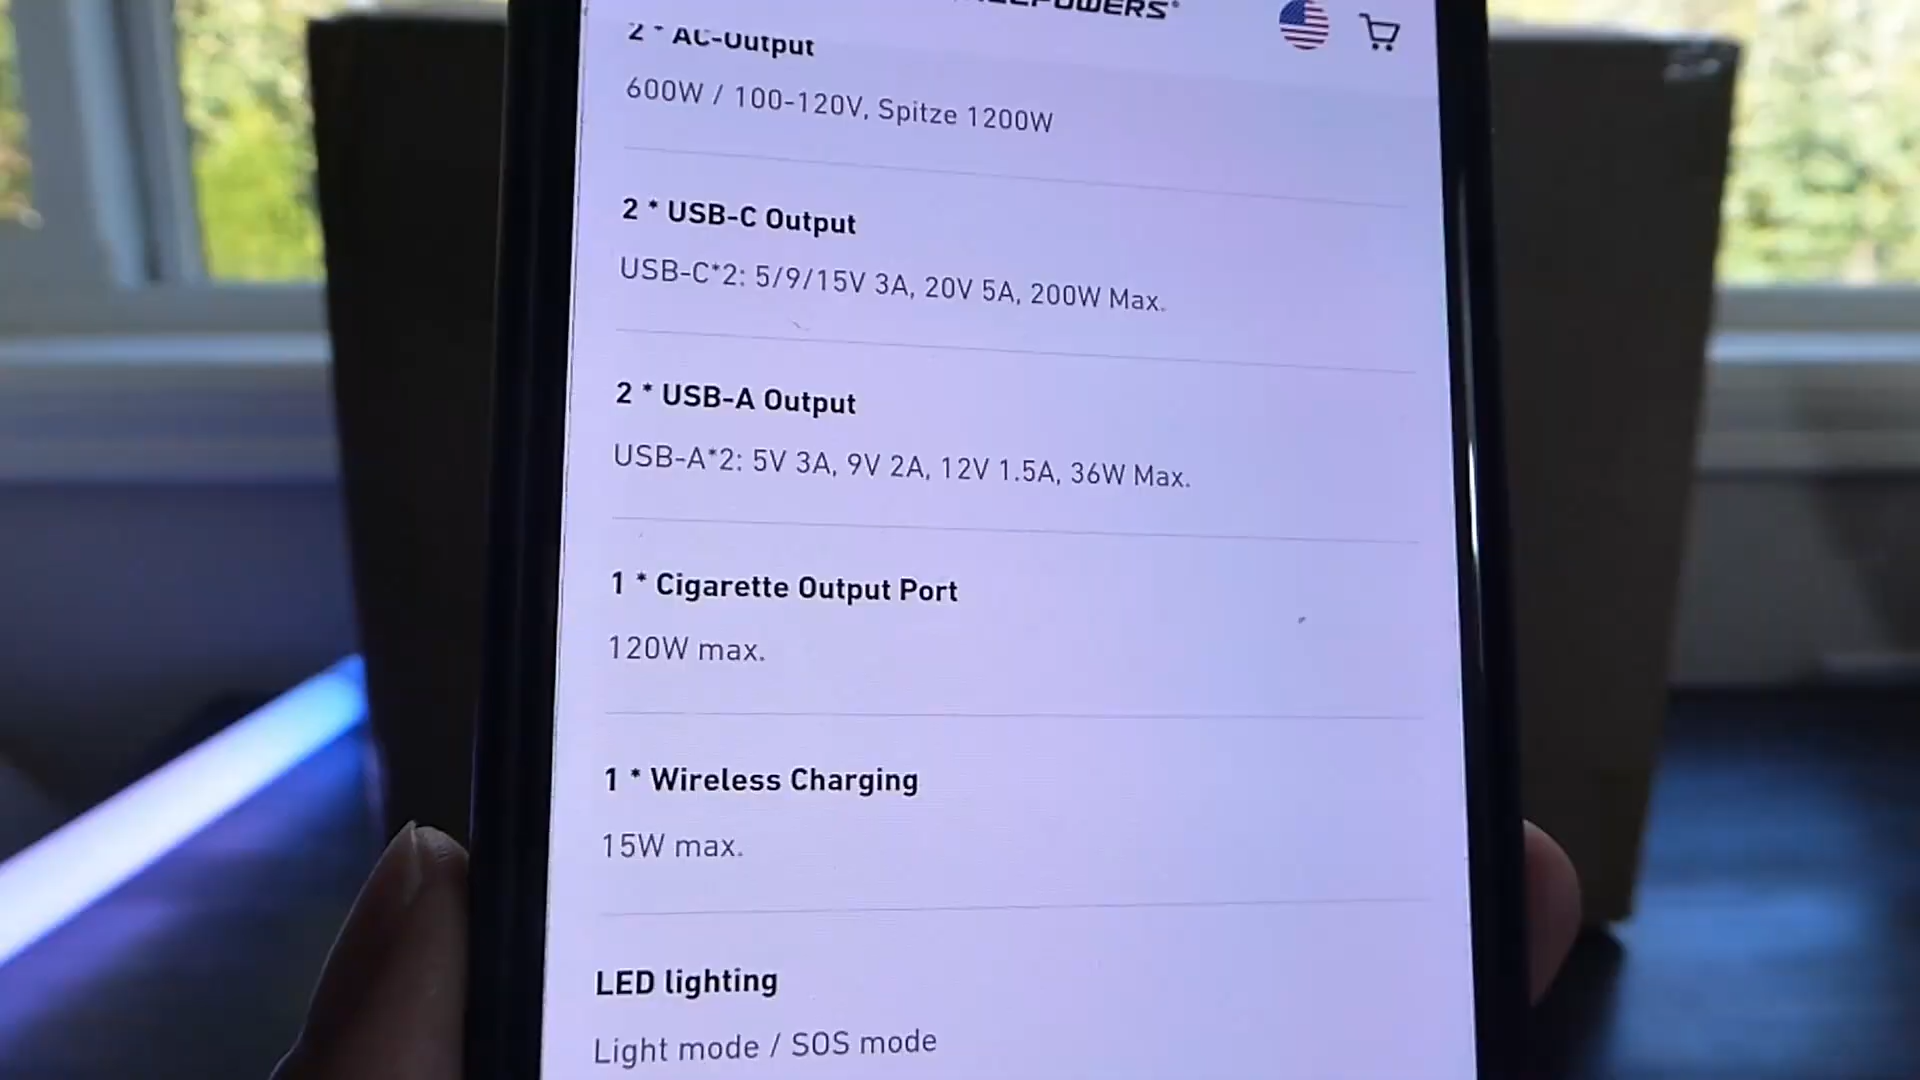 2 * AC-Output
600W / 100-120V, Spitze 1200W
2 * USB-C Output
USB-C*2: 5/9/15V 3A, 20V 5A, 200W Max.
2 * USB-A Output
USB-A*2: 5V 3A, 9V 2A, 12V 1.5A, 36W Max.
1 * Cigarette Output Port
120W max.
1 * Wireless Charging
15W max.
LED lighting
Light mode / SOS mode